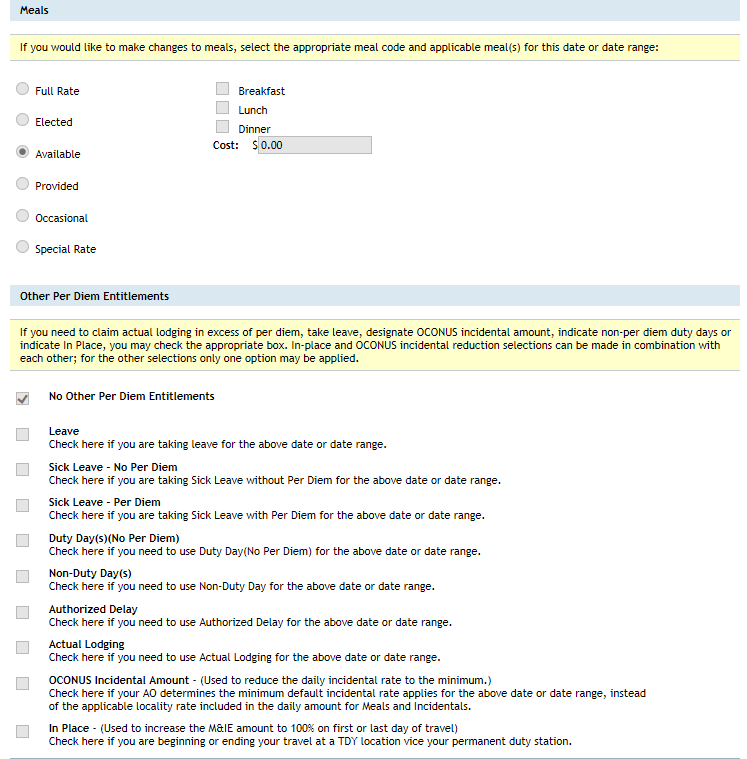 Meals
If you would like to make changes to meals, select the appropriate meal code and applicable meal(s) for this date or date range:
Full Rate
Breakfast
Lunch
Elected
Dinner
Cost: $0.00
Available
Provided
Occasional
Special Rate
Other Per Diem Entitlements
If you need to claim actual lodging in excess of per diem, take leave, designate OCONUS incidental amount, indicate non-per diem duty days or
indicate In Place, you may check the appropriate box. In-place and OCONUS incidental reduction selections can be made in combination with
each other; for the other selections only one option may be applied.
No Other Per Diem Entitlements
Leave
Check here if you are taking leave for the above date or date range.
Sick Leave - No Per Diem
Check here if you are taking Sick Leave without Per Diem for the above date or date range.
Sick Leave - Per Diem
Check here if you are taking Sick Leave with Per Diem for the above date or date range.
Duty Day(s)(No Per Diem)
Check here if you need to use Duty Day(No Per Diem) for the above date or date range.
Non-Duty Day(s)
Check here if you need to use Non-Duty Day for the above date or date range.
Authorized Delay
Check here if you need to use Authorized Delay for the above date or date range.
Actual Lodging
Check here if you need to use Actual Lodging for the above date or date range.
OCONUS Incidental Amount - (Used to reduce the daily incidental rate to the minimum.)
Check here if your AO determines the minimum default incidental rate applies for the above date or date range, instead
of the applicable locality rate included in the daily amount for Meals and Incidentals.
In Place - (Used to increase the M&IE amount to 100% on first or last day of travel)
Check here if you are beginning or ending your travel at a TDY location vice your permanent duty station.